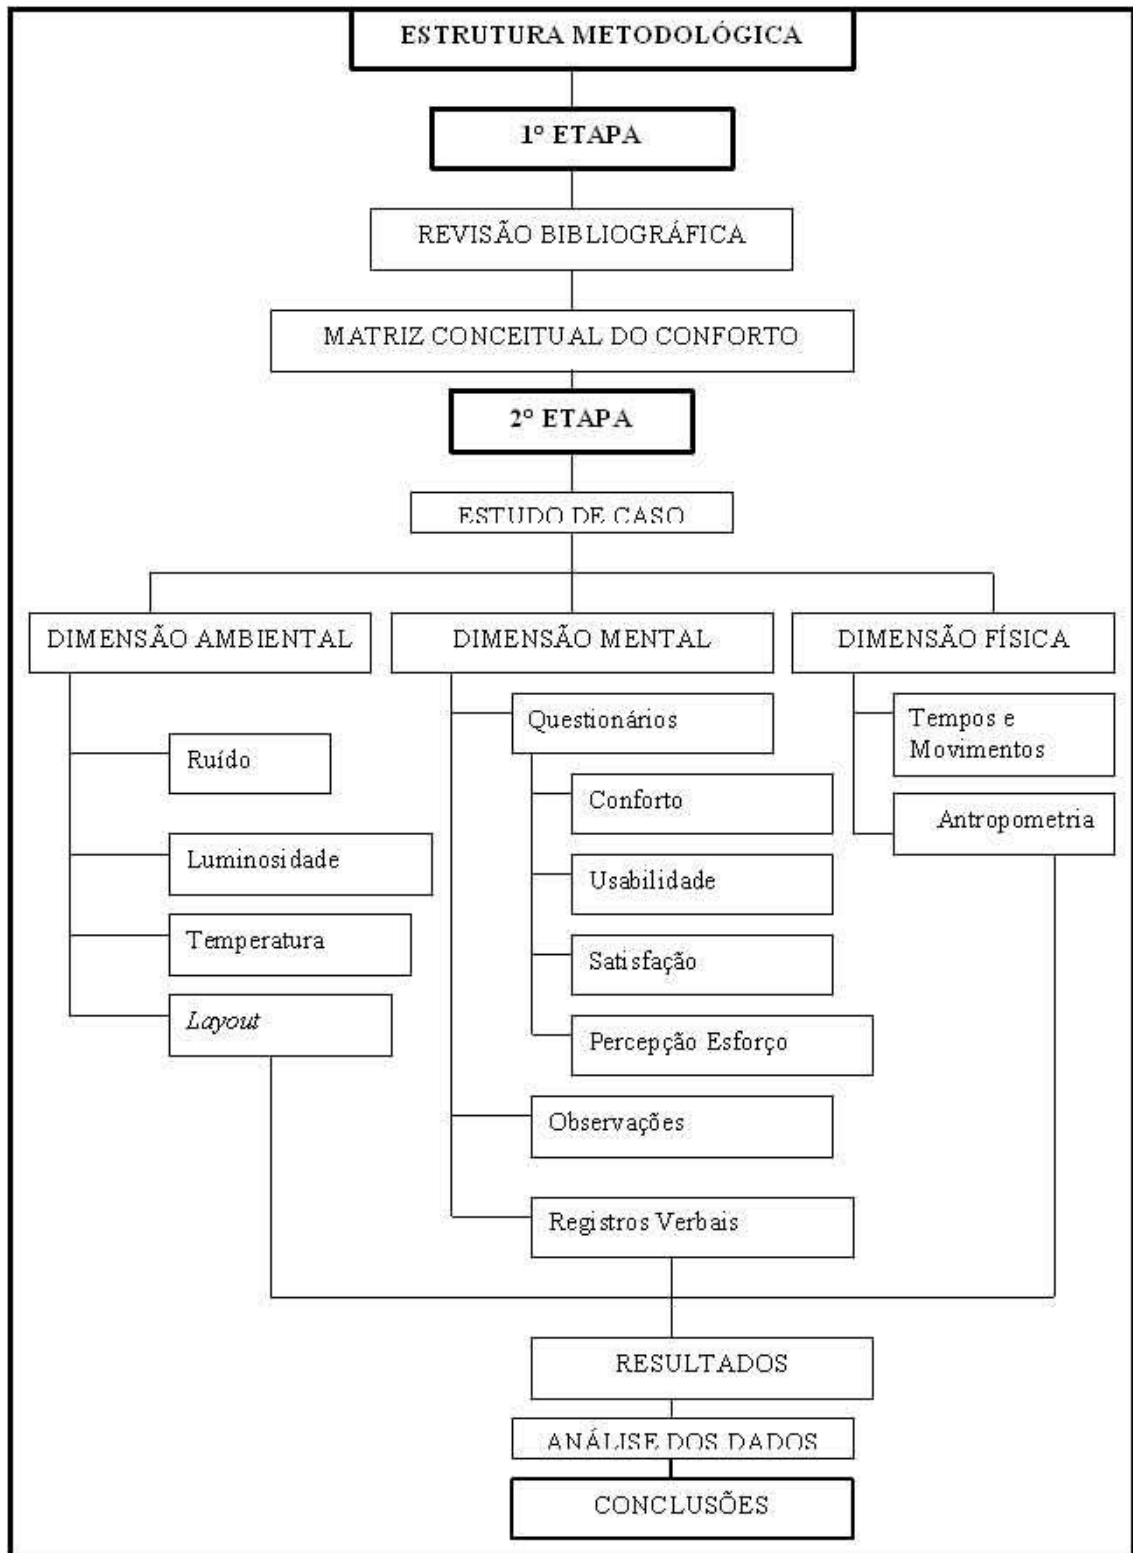 ESTRUTURA METODOLÓGICA
1° ETAPA
REVISÃO BIBLIOGRÁFICA
MATRIZ CONCEITUAL DO CONFORTO
2° ETAPA
ESTUDO DE CASO
DIMENSÃO AMBIENTAL
Ruído
Luminosidade
Temperatura
Layout
DIMENSÃO MENTAL
Questionários
Conforto
Usabilidade
Satisfação
Percepção Esforço
Observações
Registros Verbais
DIMENSÃO FÍSICA
Tempos e
Movimentos
Antropometria
RESULTADOS
ANÁLISE DOS DADOS
CONCLUSÕES